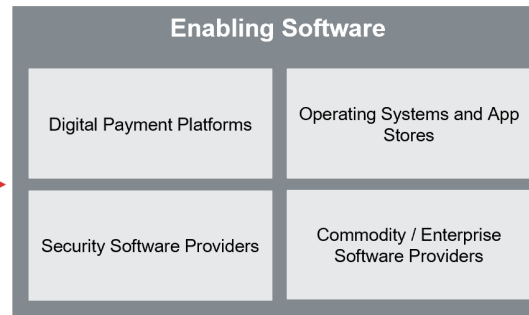 Enabling Software
Digital Payment Platforms
Operating Systems and App
Stores
Security Software Providers
Commodity / Enterprise
Software Providers